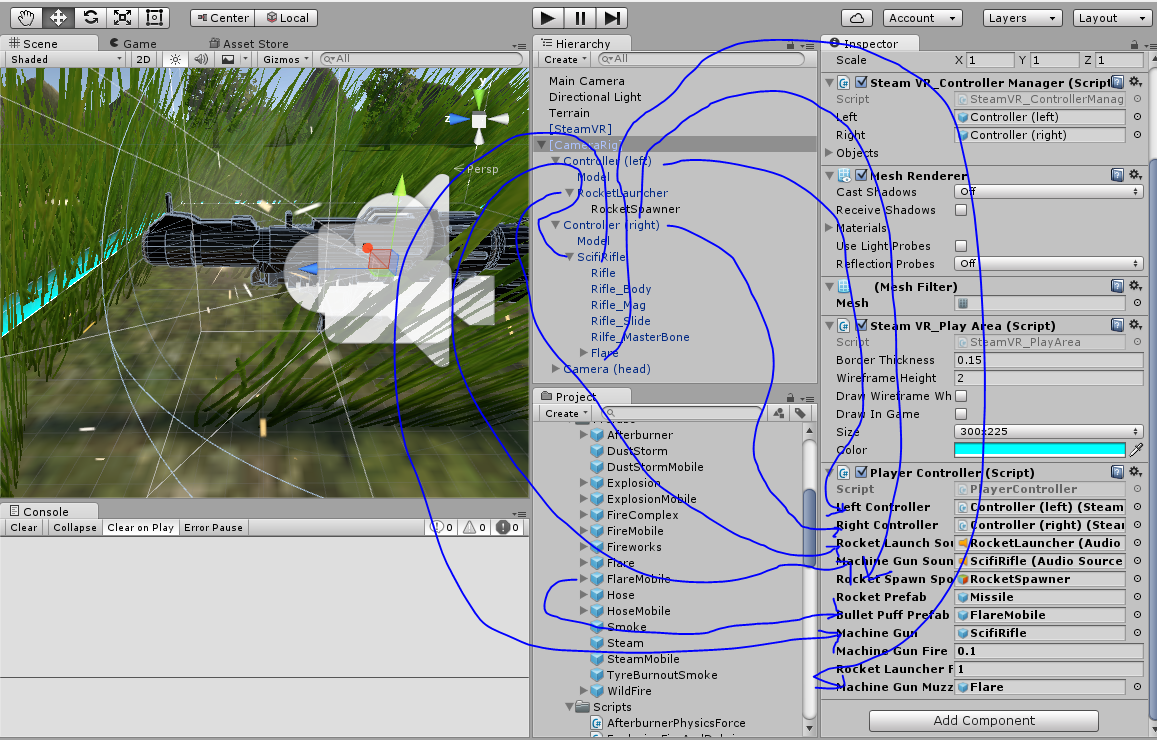 Center Local Account Layers Layout
Scene Game Asset Store
Shaded 2D Gizmos All
y
z
Persp
Console
Clear Collapse Clear on Play Error Pause 0 0 0
Hierarchy
Create All
Main Camera
Directional Light
Terrain
[SteamVR]
Controller (left)
Model
RocketLauncher
RocketSpawner
Controller (right)
Model
ScifiRifle
Rifle
Rifle_Body
Rifle_Mag
Rifle_Slide
Rilfe_MasterBone
Flare
Camera (head)
Project
Create
Afterburner
DustStorm
DustStormMobile
Explosion
ExplosionMobile
FireComplex
FireMobile
Fireworks
Flare
FlareMobile
Hose
HoseMobile
Smoke
Steam
SteamMobile
TyreBurnoutSmoke
WildFire
Scripts
AfterburnerPhysicsForce
Inspector
Scale X 1 Y 1 Z 1
Steam VR_Controller Manager (Script
Script SteamVR_ControllerManag
Left Controller (left)
Right Controller (right)
Objects
Mesh Renderer
Cast Shadows Off
Receive Shadows
Materials
Use Light Probes
Reflection Probes Off
(Mesh Filter)
Mesh
Steam VR_Play Area (Script)
Script SteamVR_PlayArea
Border Thickness 0.15
Wireframe Height 2
Draw Wireframe Wh
Draw In Game
Size 300x225
Color
Player Controller (Script)
Script PlayerController
Left Controller Controller (left) (Steam
Right Controller Controller (right) (Stea
Rocket Launch Sou RocketLauncher (Audio
Machine Gun Soun ScifiRifle (Audio Source
Rocket Spawn Spo RocketSpawner
Rocket Prefab Missile
Bullet Puff Prefab FlareMobile
Machine Gun ScifiRifle
Machine Gun Fire 0.1
Rocket Launcher F 1
Machine Gun Muzz Flare
Add Component